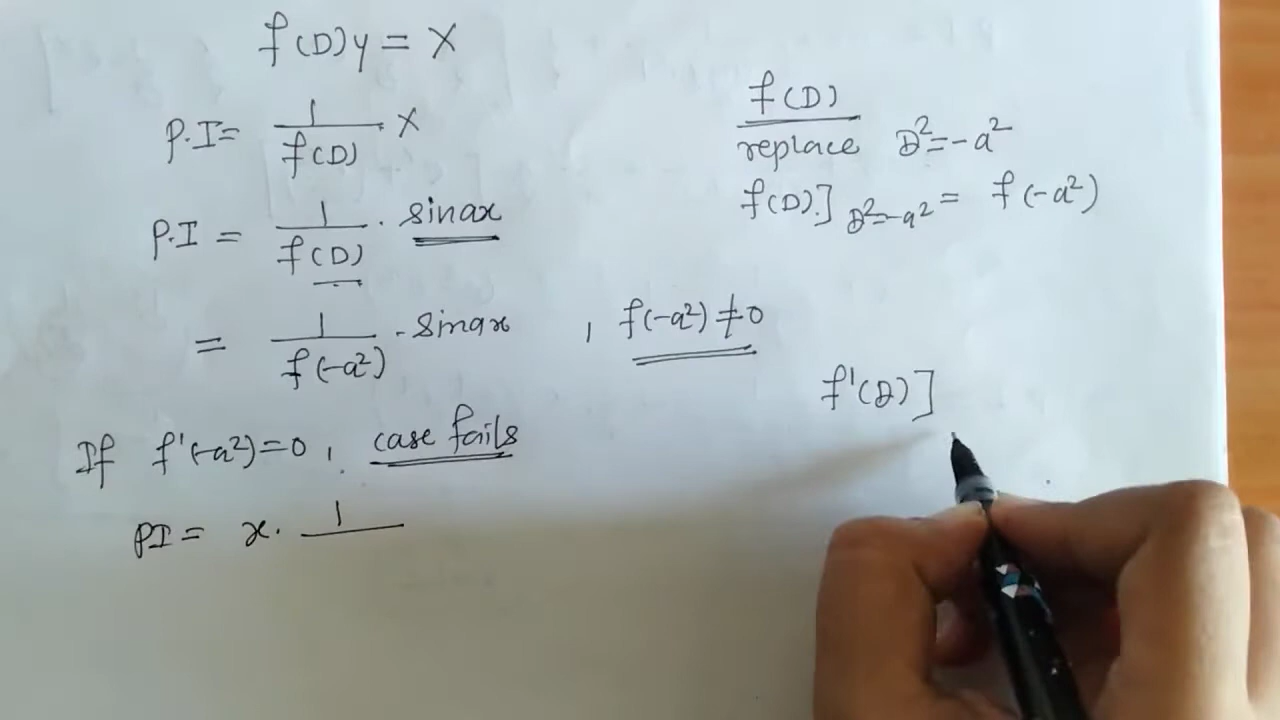 f(D)y = X
P.I = 1/f(D) X
P.I = 1/f(D) . sinax
= 1/f(-a²) . sinax , f(-a²) ≠ 0
If f'(-a²)=0, case fails
PI = x. 1/
f(D)
replace D²=-a²
f(D).] D²=-a² = f(-a²)
f'(D)]